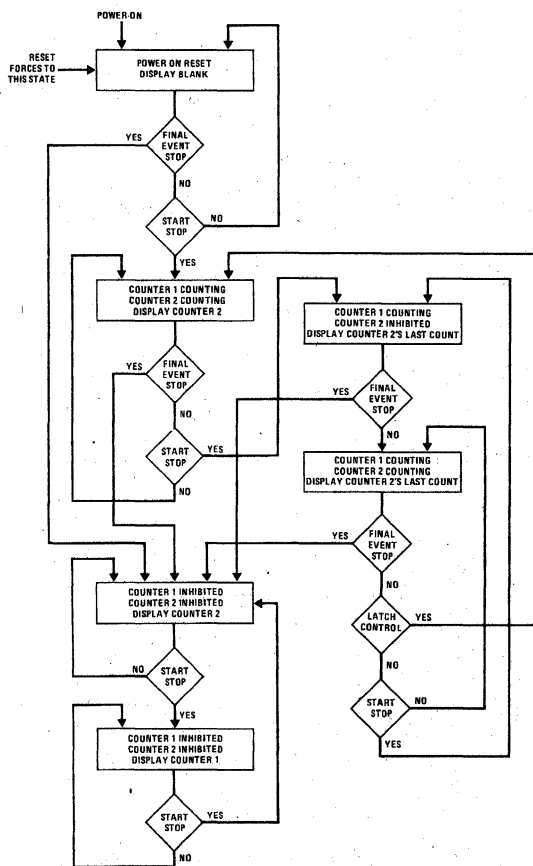 POWER-ON
RESET
FORCES TO
THIS STATE
POWER ON RESET
DISPLAY BLANK
YES
FINAL
EVENT
STOP
NO
START
STOP
NO
YES
COUNTER 1 COUNTING
COUNTER 2 COUNTING
DISPLAY COUNTER 2
YES
FINAL
EVENT
STOP
NO
START
STOP
YES
NO
COUNTER 1 COUNTING
COUNTER 2 INHIBITED
DISPLAY COUNTER 2'S LAST COUNT
YES
FINAL
EVENT
STOP
NO
COUNTER 1 COUNTING
COUNTER 2 COUNTING
DISPLAY COUNTER 2'S LAST COUNT
YES
FINAL
EVENT
STOP
NO
LATCH
CONTROL
YES
NO
START
STOP
NO
YES
COUNTER 1 INHIBITED
COUNTER 2 INHIBITED
DISPLAY COUNTER 2
NO
START
STOP
YES
COUNTER 1 INHIBITED
COUNTER 2 INHIBITED
DISPLAY COUNTER 1
START
STOP
YES
NO